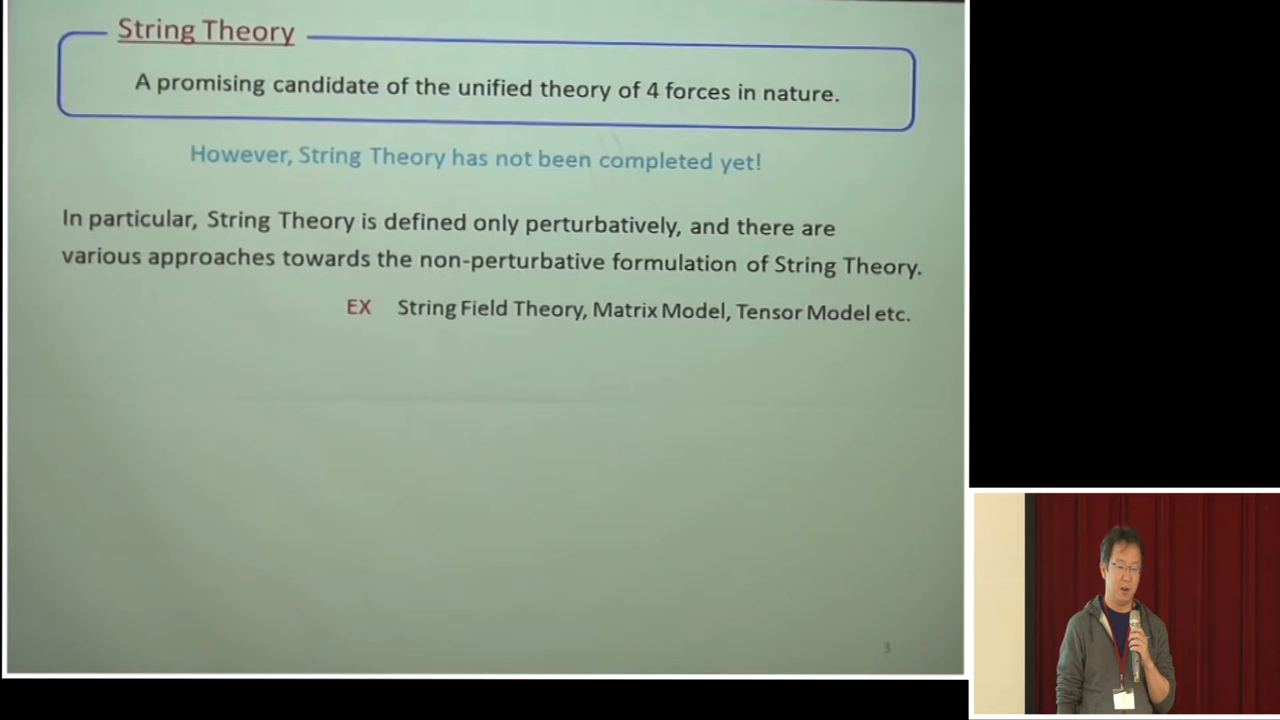 String Theory
A promising candidate of the unified theory of 4 forces in nature.
However, String Theory has not been completed yet!
In particular, String Theory is defined only perturbatively, and there are
various approaches towards the non-perturbative formulation of String Theory.
EX String Field Theory, Matrix Model, Tensor Model etc.
3